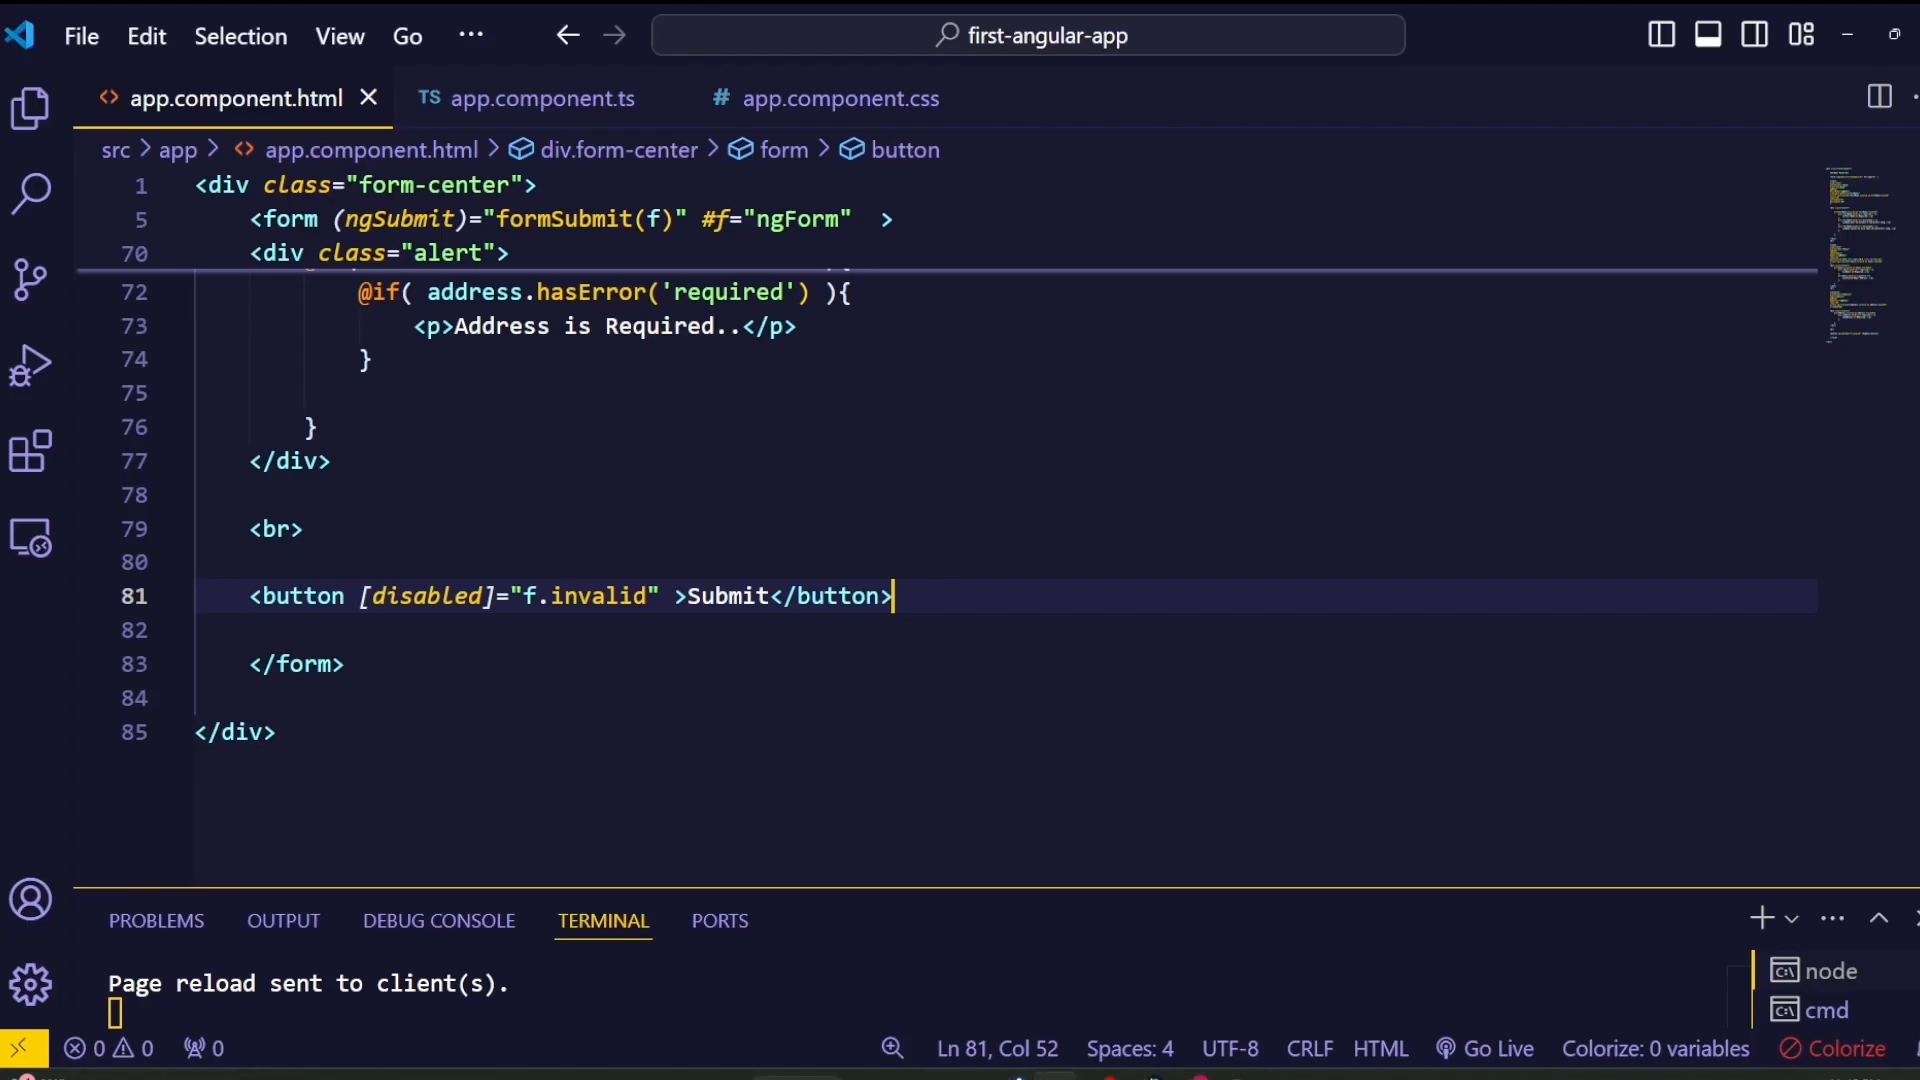 File Edit Selection View Go ··· first-angular-app
app.component.html TS app.component.ts # app.component.css
src > app > app.component.html > div.form-center > form > button
1 <div class="form-center">
5 <form (ngSubmit)="formSubmit(f)" #f="ngForm" >
70 <div class="alert">
72 @if( address.hasError('required') ){
73 <p>Address is Required..</p>
74 }
75
76 }
77 </div>
78
79 <br>
80
81 <button [disabled]="f.invalid" >Submit</button>
82
83 </form>
84
85 </div>
PROBLEMS OUTPUT DEBUG CONSOLE TERMINAL PORTS
Page reload sent to client(s).
node
cmd
0 0 0 Ln 81, Col 52 Spaces: 4 UTF-8 CRLF HTML Go Live Colorize: 0 variables Colorize